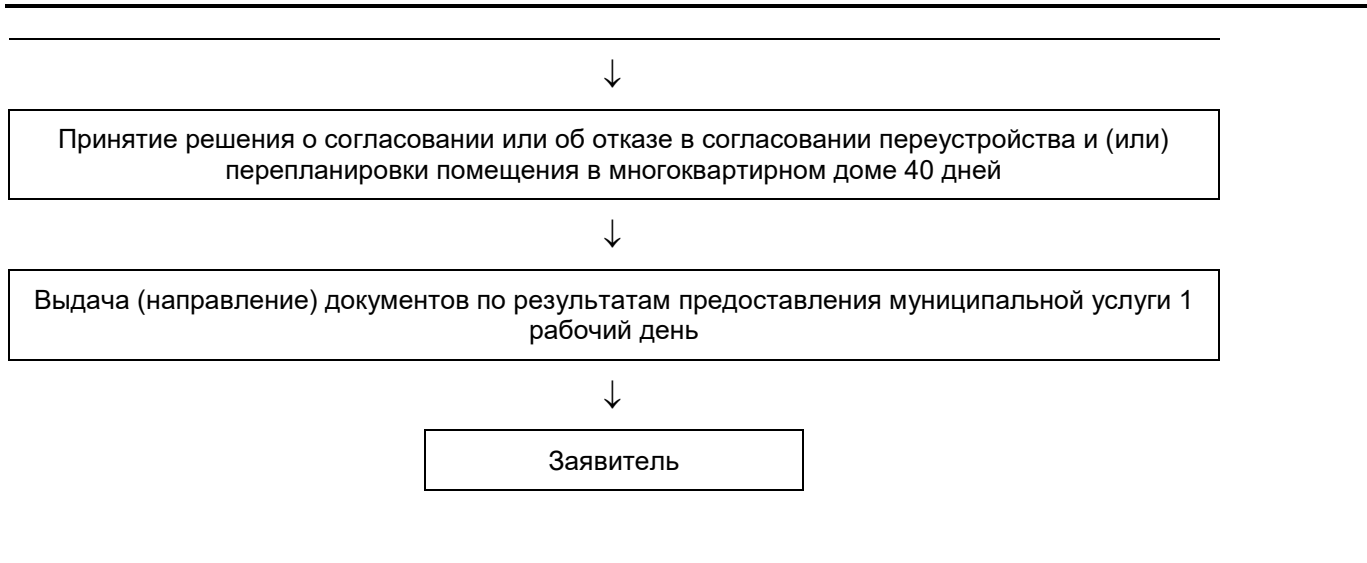 ↓
Принятие решения о согласовании или об отказе в согласовании переустройства и (или)
перепланировки помещения в многоквартирном доме 40 дней
↓
Выдача (направление) документов по результатам предоставления муниципальной услуги 1
рабочий день
↓
Заявитель